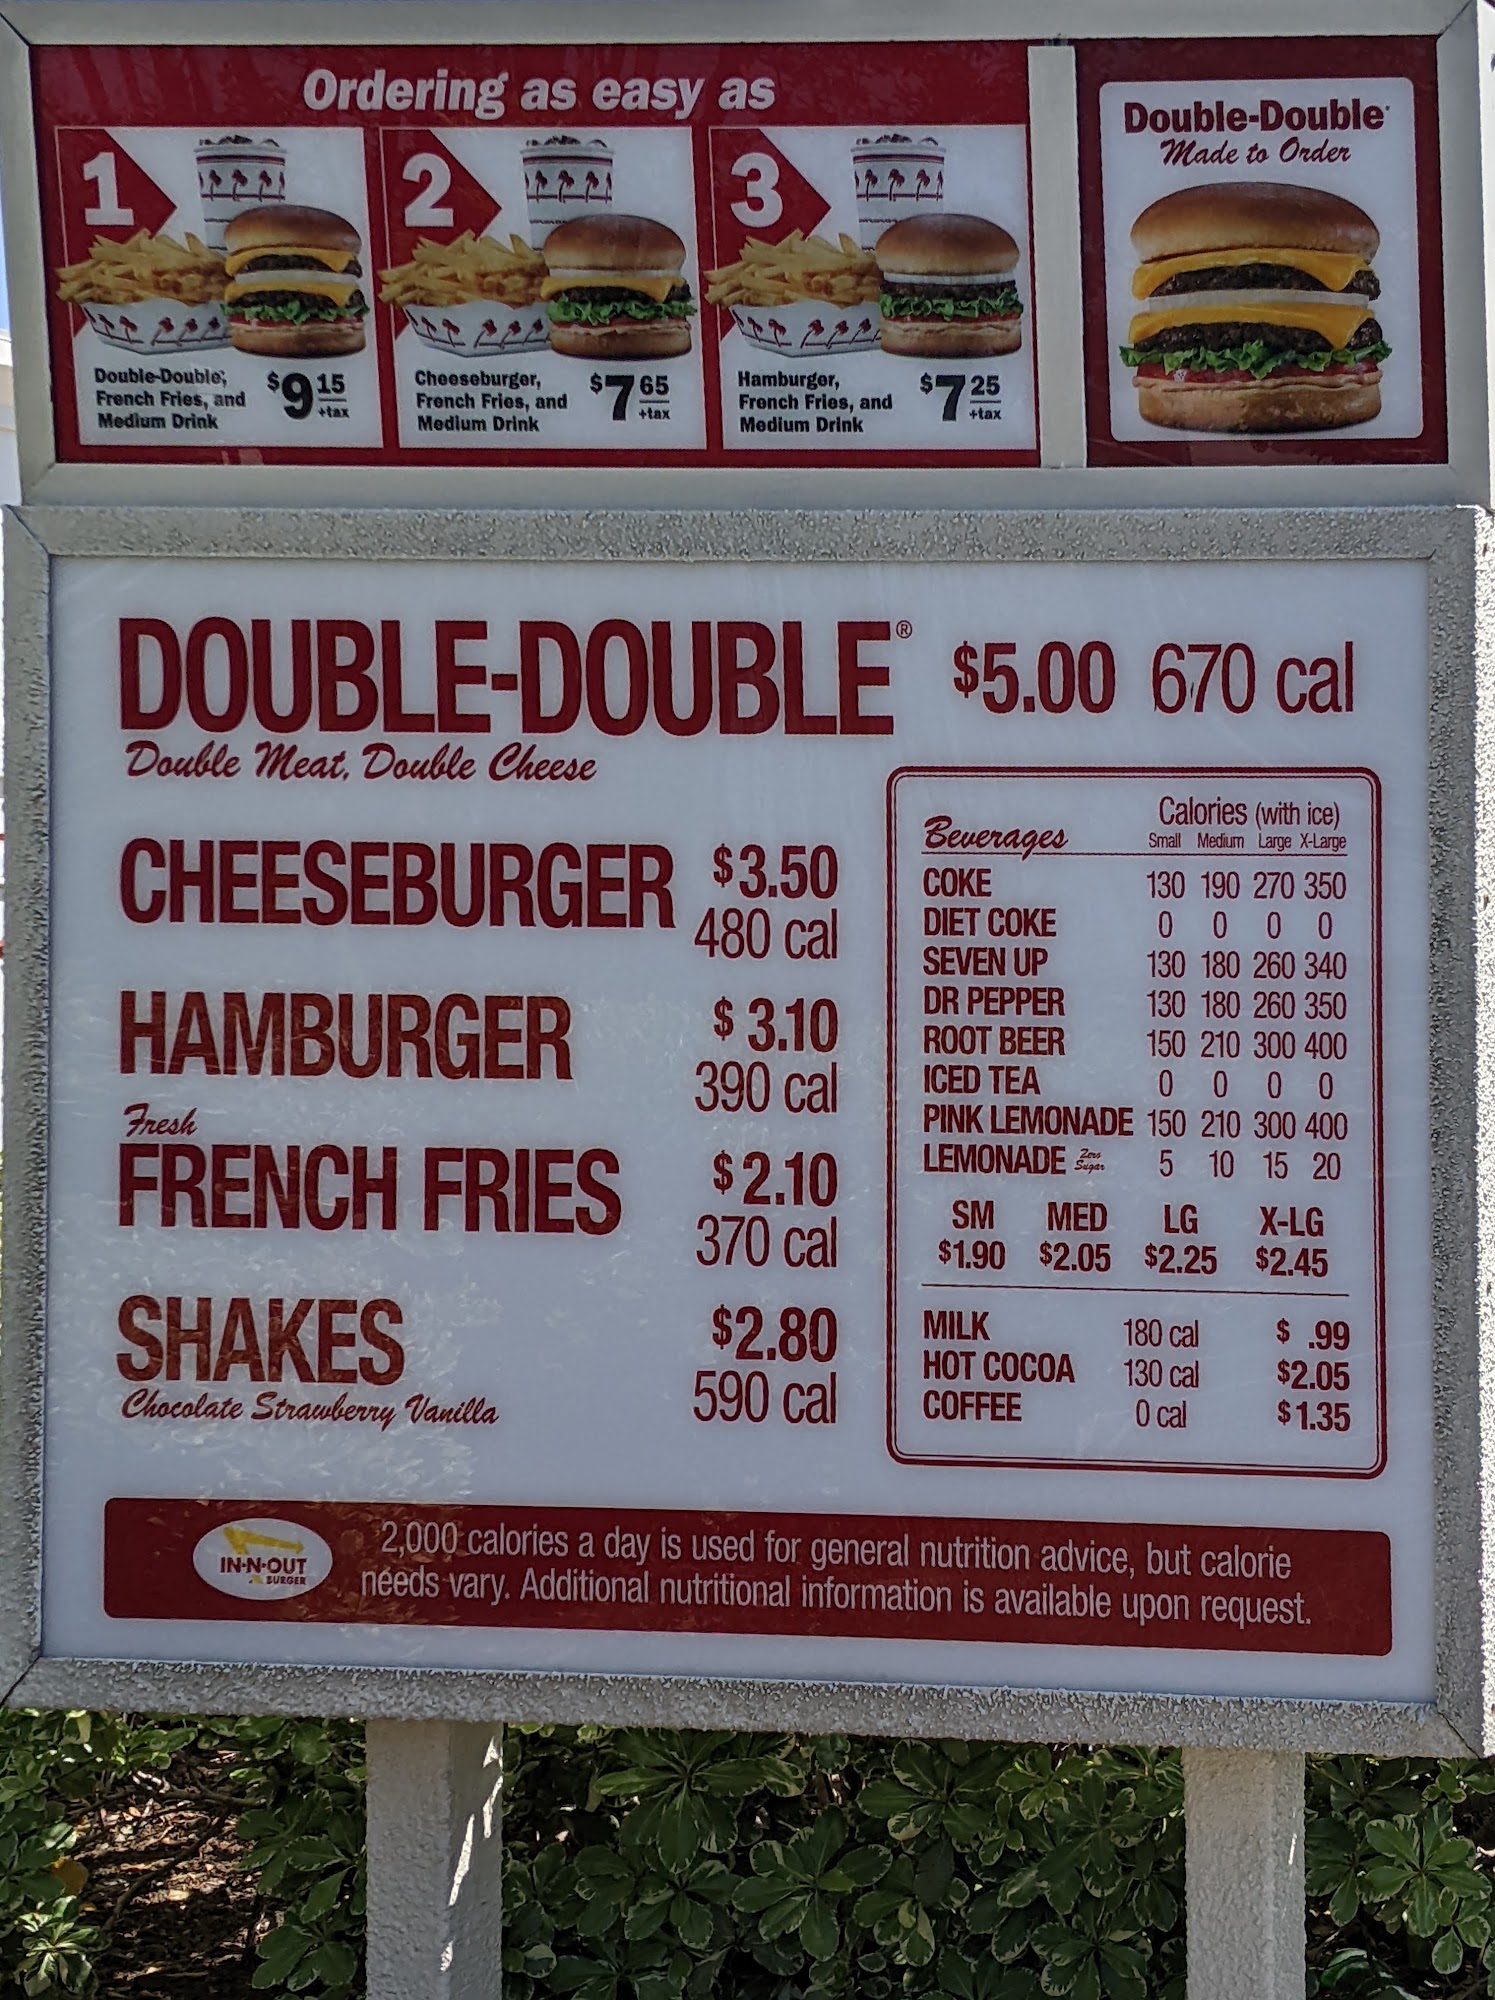 Ordering as easy as
1
Double-Double®,
French Fries, and
Medium Drink
$9 15
+tax
2
Cheeseburger,
French Fries, and
Medium Drink
$7 65
+tax
3
Hamburger,
French Fries, and
Medium Drink
$7 25
+tax
Double-Double®
Made to Order
DOUBLE-DOUBLE® $5.00 670 cal
Double Meat, Double Cheese
CHEESEBURGER $3.50
480 cal
HAMBURGER $3.10
390 cal
Fresh
FRENCH FRIES $2.10
370 cal
SHAKES $2.80
Chocolate Strawberry Vanilla 590 cal
Calories (with ice)
Beverages Small Medium Large X-Large
COKE 130 190 270 350
DIET COKE 0 0 0 0
SEVEN UP 130 180 260 340
DR PEPPER 130 180 260 350
ROOT BEER 150 210 300 400
ICED TEA 0 0 0 0
PINK LEMONADE 150 210 300 400
LEMONADE Zero Sugar 5 10 15 20
SM MED LG X-LG
$1.90 $2.05 $2.25 $2.45
MILK 180 cal $ .99
HOT COCOA 130 cal $2.05
COFFEE 0 cal $1.35
IN-N-OUT
BURGER
2,000 calories a day is used for general nutrition advice, but calorie
needs vary. Additional nutritional information is available upon request.